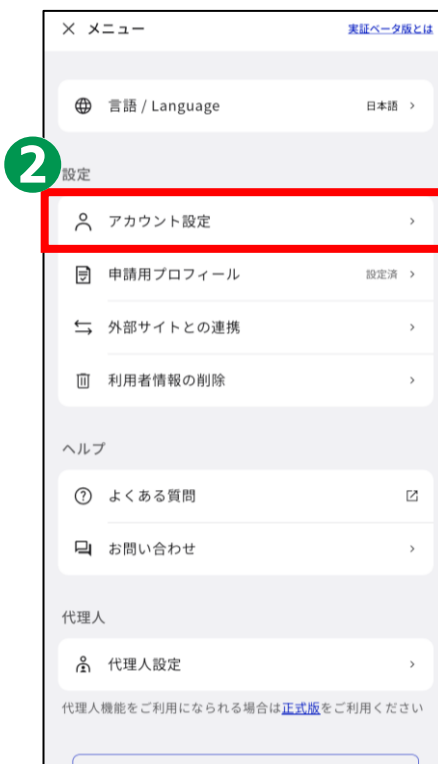 メニュー 実証ベータ版とは
言語 / Language 日本語
2
設定
アカウント設定
申請用プロフィール 設定済
外部サイトとの連携
利用者情報の削除
ヘルプ
よくある質問
お問い合わせ
代理人
代理人設定
代理人機能をご利用になられる場合は正式版をご利用ください